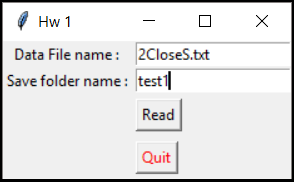 Hw 1
Data File name : 2CloseS.txt
Save folder name : test1
Read
Quit